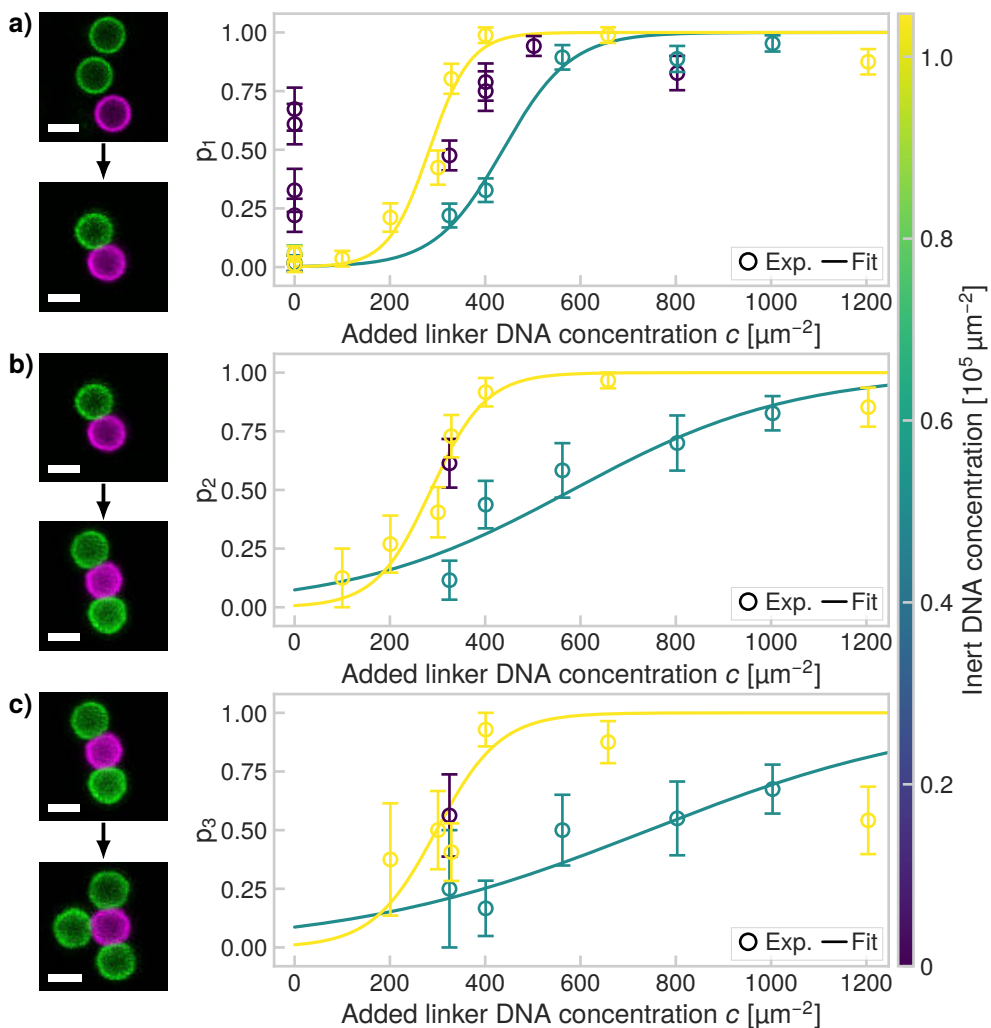 a)
1.00
0.75
0.50
0.25
0.00
p1
0 200 400 600 800 1000 1200
Added linker DNA concentration c [µm⁻²]
Exp. Fit
b)
1.00
0.75
0.50
0.25
0.00
p2
0 200 400 600 800 1000 1200
Added linker DNA concentration c [µm⁻²]
Exp. Fit
c)
1.00
0.75
0.50
0.25
0.00
p3
0 200 400 600 800 1000 1200
Added linker DNA concentration c [µm⁻²]
Exp. Fit
1.0
0.8
0.6
0.4
0.2
0
Inert DNA concentration [10⁵ µm⁻²]